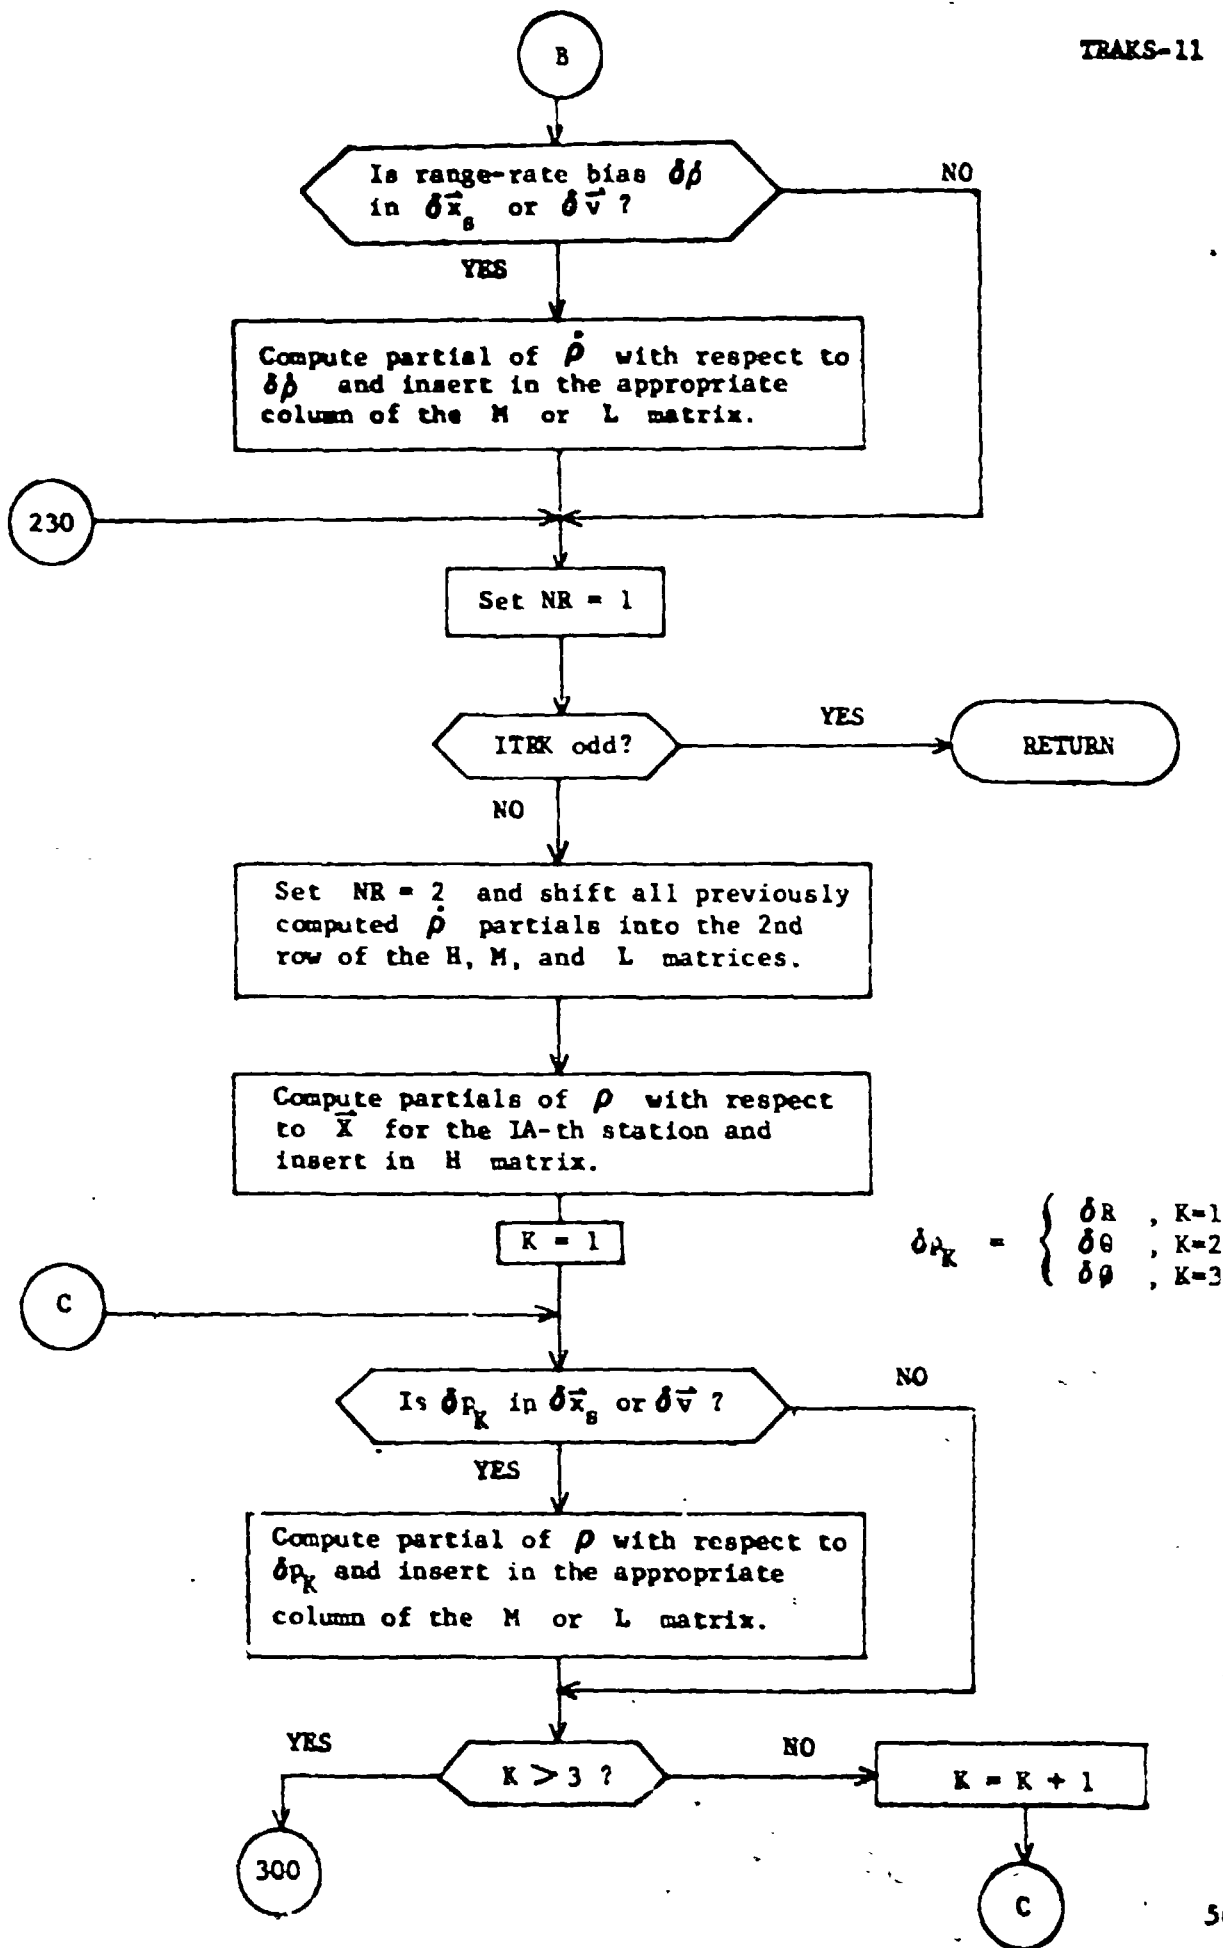 TRAKS-11
B
Is range-rate bias δρ̇
in δx⃗s or δv⃗ ?
NO
YES
Compute partial of ρ̇ with respect to
δρ̇ and insert in the appropriate
column of the M or L matrix.
230
Set NR = 1
ITRK odd?
YES
RETURN
NO
Set NR = 2 and shift all previously
computed ρ̇ partials into the 2nd
row of the H, M, and L matrices.
Compute partials of ρ with respect
to X⃗ for the IA-th station and
insert in H matrix.
K = 1
δpK = { δR , K=1
δθ , K=2
δφ , K=3
C
Is δpK in δx⃗s or δv⃗ ?
NO
YES
Compute partial of ρ with respect to
δpK and insert in the appropriate
column of the M or L matrix.
YES
K > 3 ?
NO
K = K + 1
300
C